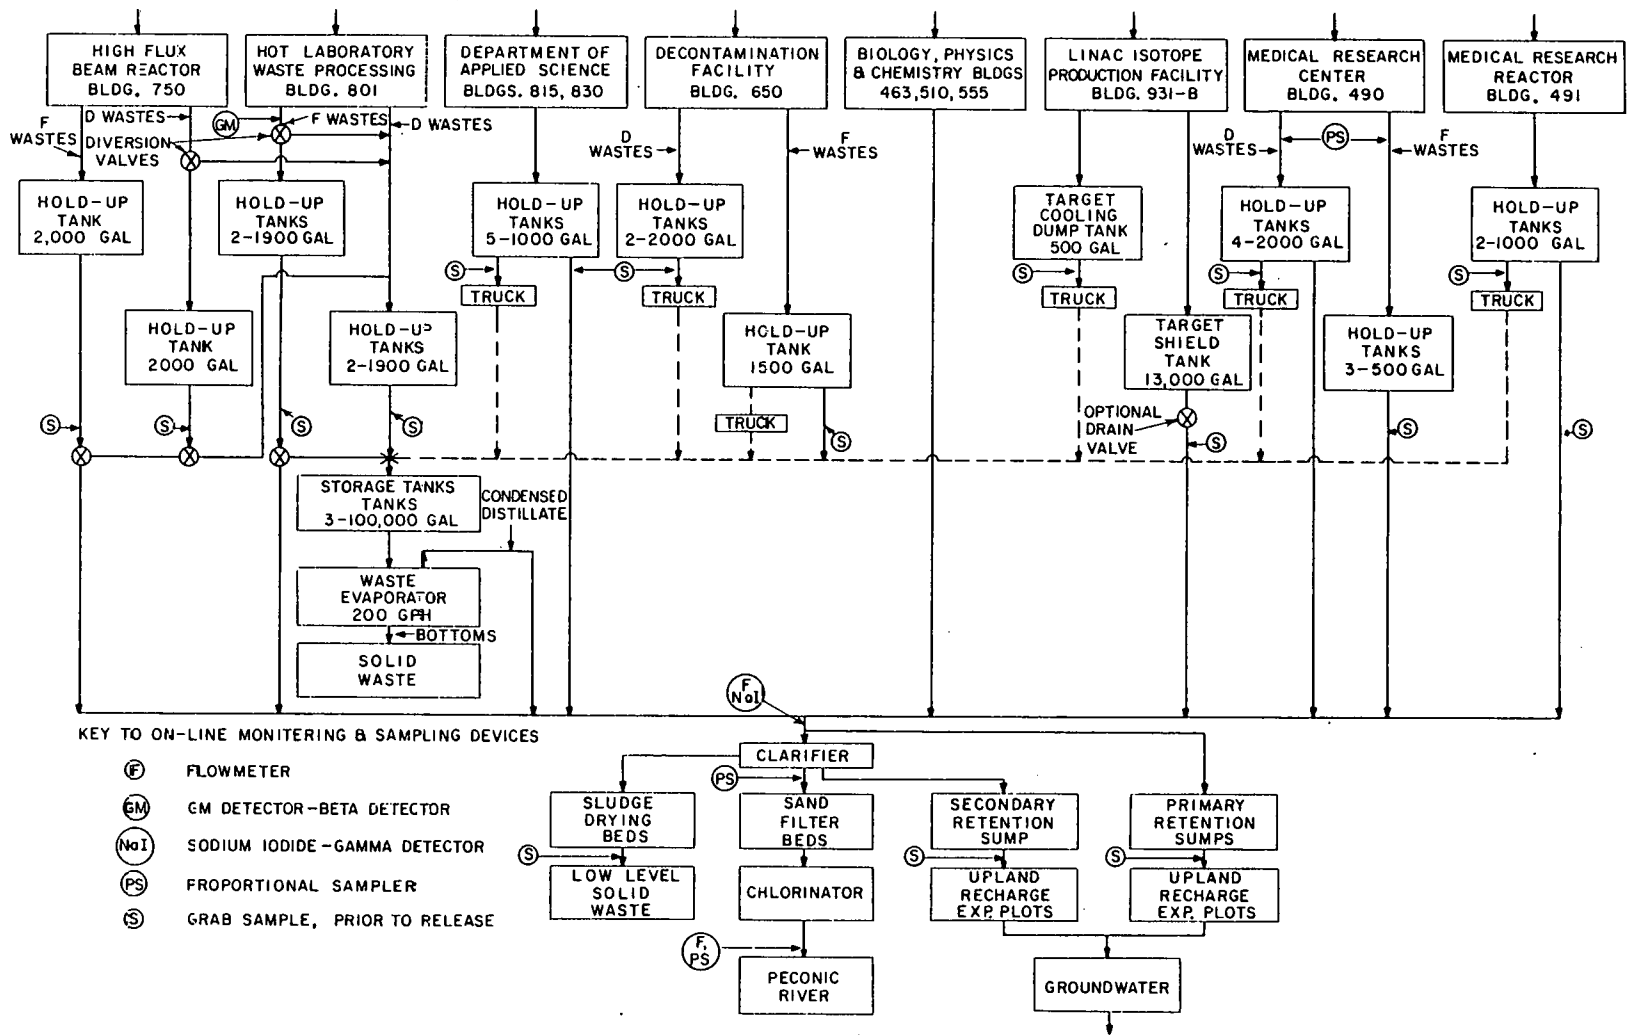 HIGH FLUX
BEAM REACTOR
BLDG. 750
HOT LABORATORY
WASTE PROCESSING
BLDG. 801
DEPARTMENT OF
APPLIED SCIENCE
BLDGS. 815, 830
DECONTAMINATION
FACILITY
BLDG. 650
BIOLOGY, PHYSICS
& CHEMISTRY BLDGS
463,510,555
LINAC ISOTOPE
PRODUCTION FACILITY
BLDG. 931-B
MEDICAL RESEARCH
CENTER
BLDG. 490
MEDICAL RESEARCH
REACTOR
BLDG. 491
F
WASTES
D WASTES
DIVERSION
VALVES
GM
F WASTES
D WASTES
D
WASTES
F
WASTES
D
WASTES
PS
F
WASTES
HOLD-UP
TANK
2,000 GAL
HOLD-UP
TANKS
2-1900 GAL
HOLD-UP
TANKS
5-1000 GAL
HOLD-UP
TANKS
2-2000 GAL
TARGET
COOLING
DUMP TANK
500 GAL
HOLD-UP
TANKS
4-2000 GAL
HOLD-UP
TANKS
2-1000 GAL
S
TRUCK
S
TRUCK
S
TRUCK
S
TRUCK
S
TRUCK
HOLD-UP
TANK
2000 GAL
HOLD-UP
TANKS
2-1900 GAL
HOLD-UP
TANK
1500 GAL
TARGET
SHIELD
TANK
13,000 GAL
HOLD-UP
TANKS
3-500 GAL
S
S
S
S
TRUCK
S
OPTIONAL
DRAIN
VALVE
S
S
S
STORAGE TANKS
TANKS
3-100,000 GAL
CONDENSED
DISTILLATE
WASTE
EVAPORATOR
200 GPH
BOTTOMS
SOLID
WASTE
F
NaI
KEY TO ON-LINE MONITERING & SAMPLING DEVICES
F FLOWMETER
GM GM DETECTOR-BETA DETECTOR
NaI SODIUM IODIDE-GAMMA DETECTOR
PS FROPORTIONAL SAMPLER
S GRAB SAMPLE, PRIOR TO RELEASE
CLARIFIER
PS
SLUDGE
DRYING
BEDS
SAND
FILTER
BEDS
SECONDARY
RETENTION
SUMP
PRIMARY
RETENTION
SUMPS
S
S
S
LOW LEVEL
SOLID
WASTE
CHLORINATOR
UPLAND
RECHARGE
EXP. PLOTS
UPLAND
RECHARGE
EXP. PLOTS
F,
PS
PECONIC
RIVER
GROUNDWATER